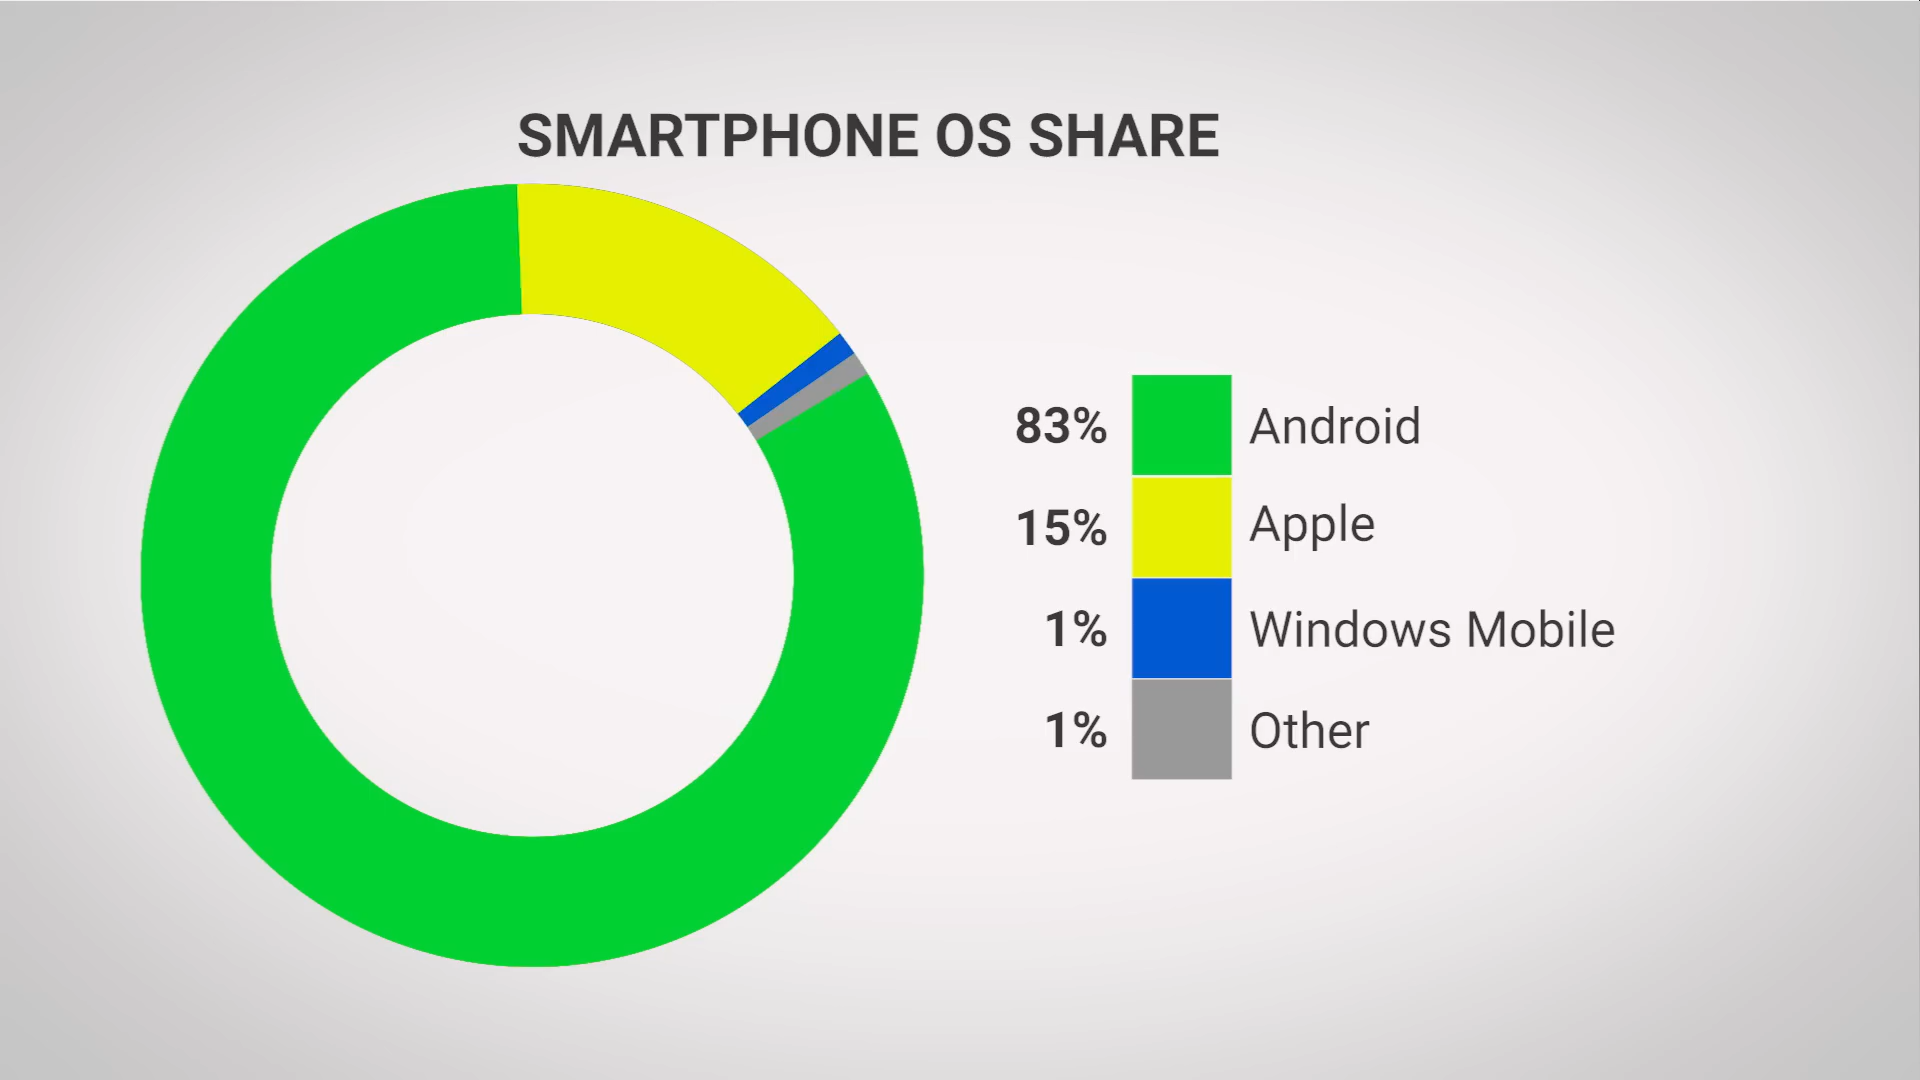 SMARTPHONE OS SHARE
83% Android
15% Apple
1% Windows Mobile
1% Other